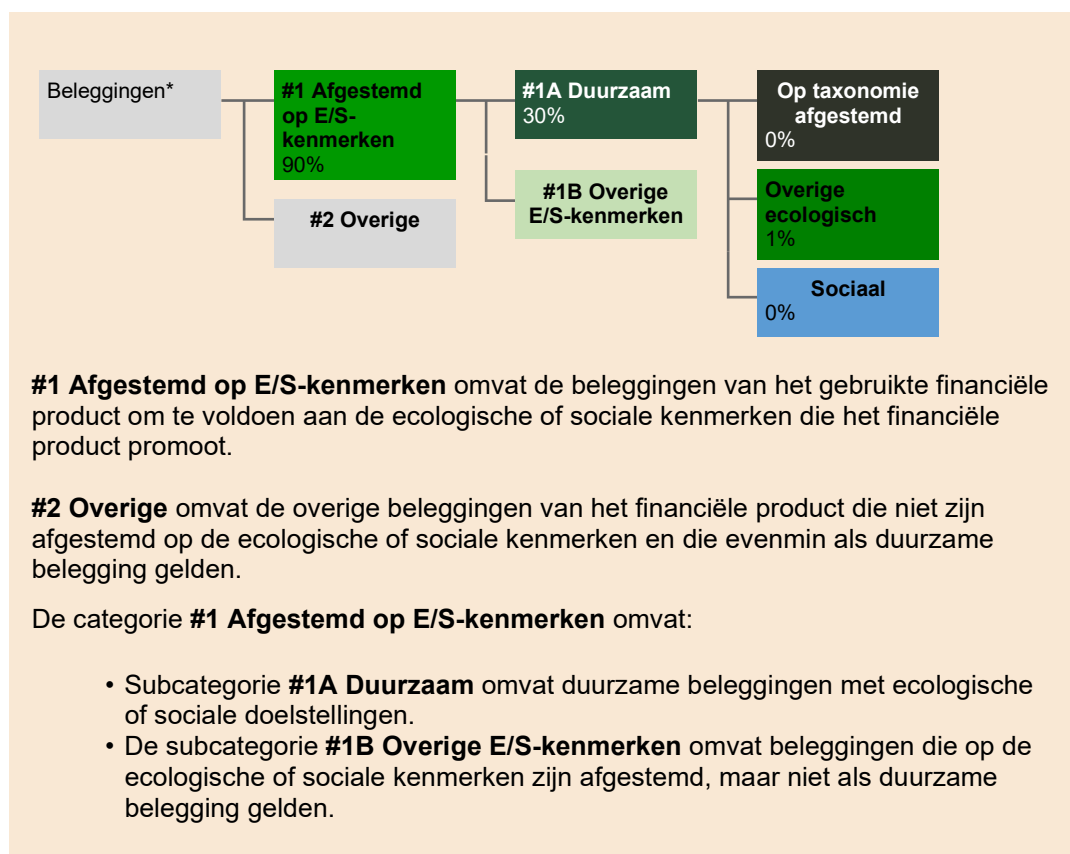 Beleggingen*
#1 Afgestemd
op E/S-
kenmerken
90%
#2 Overige
#1A Duurzaam
30%
#1B Overige
E/S-kenmerken
Op taxonomie
afgestemd
0%
Overige
ecologisch
1%
Sociaal
0%
#1 Afgestemd op E/S-kenmerken omvat de beleggingen van het gebruikte financiële
product om te voldoen aan de ecologische of sociale kenmerken die het financiële
product promoot.
#2 Overige omvat de overige beleggingen van het financiële product die niet zijn
afgestemd op de ecologische of sociale kenmerken en die evenmin als duurzame
belegging gelden.
De categorie #1 Afgestemd op E/S-kenmerken omvat:
• Subcategorie #1A Duurzaam omvat duurzame beleggingen met ecologische
of sociale doelstellingen.
• De subcategorie #1B Overige E/S-kenmerken omvat beleggingen die op de
ecologische of sociale kenmerken zijn afgestemd, maar niet als duurzame
belegging gelden.